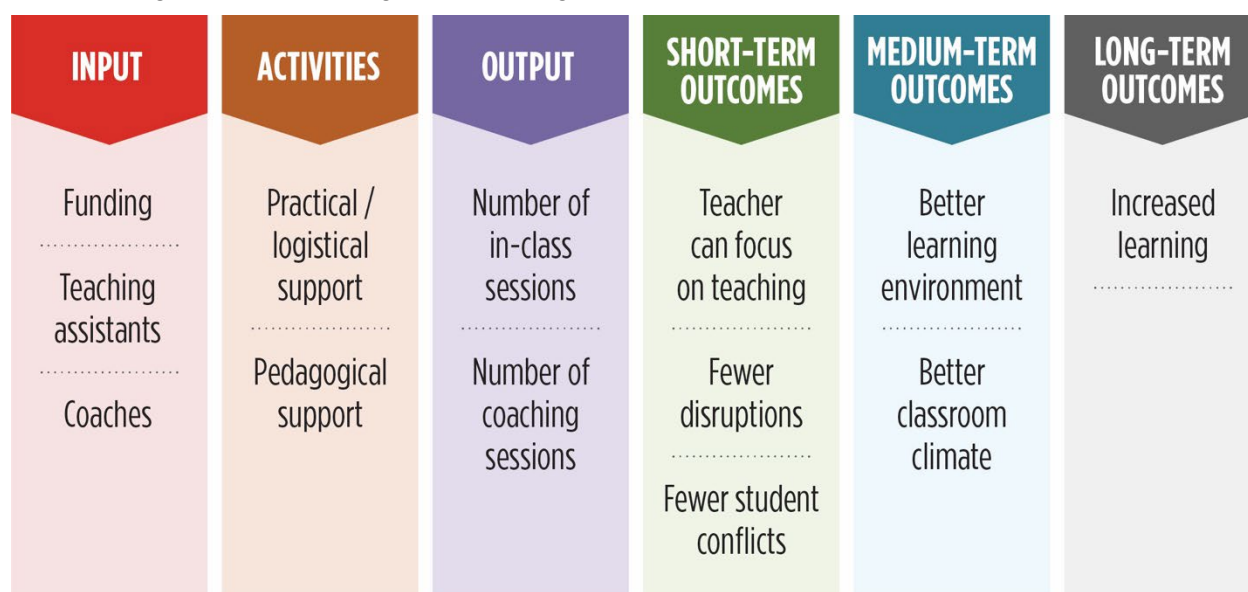 INPUT
Funding
Teaching
assistants
Coaches
ACTIVITIES
Practical /
logistical
support
Pedagogical
support
OUTPUT
Number of
in-class
sessions
Number of
coaching
sessions
SHORT-TERM
OUTCOMES
Teacher
can focus
on teaching
Fewer
disruptions
Fewer student
conflicts
MEDIUM-TERM
OUTCOMES
Better
learning
environment
Better
classroom
climate
LONG-TERM
OUTCOMES
Increased
learning